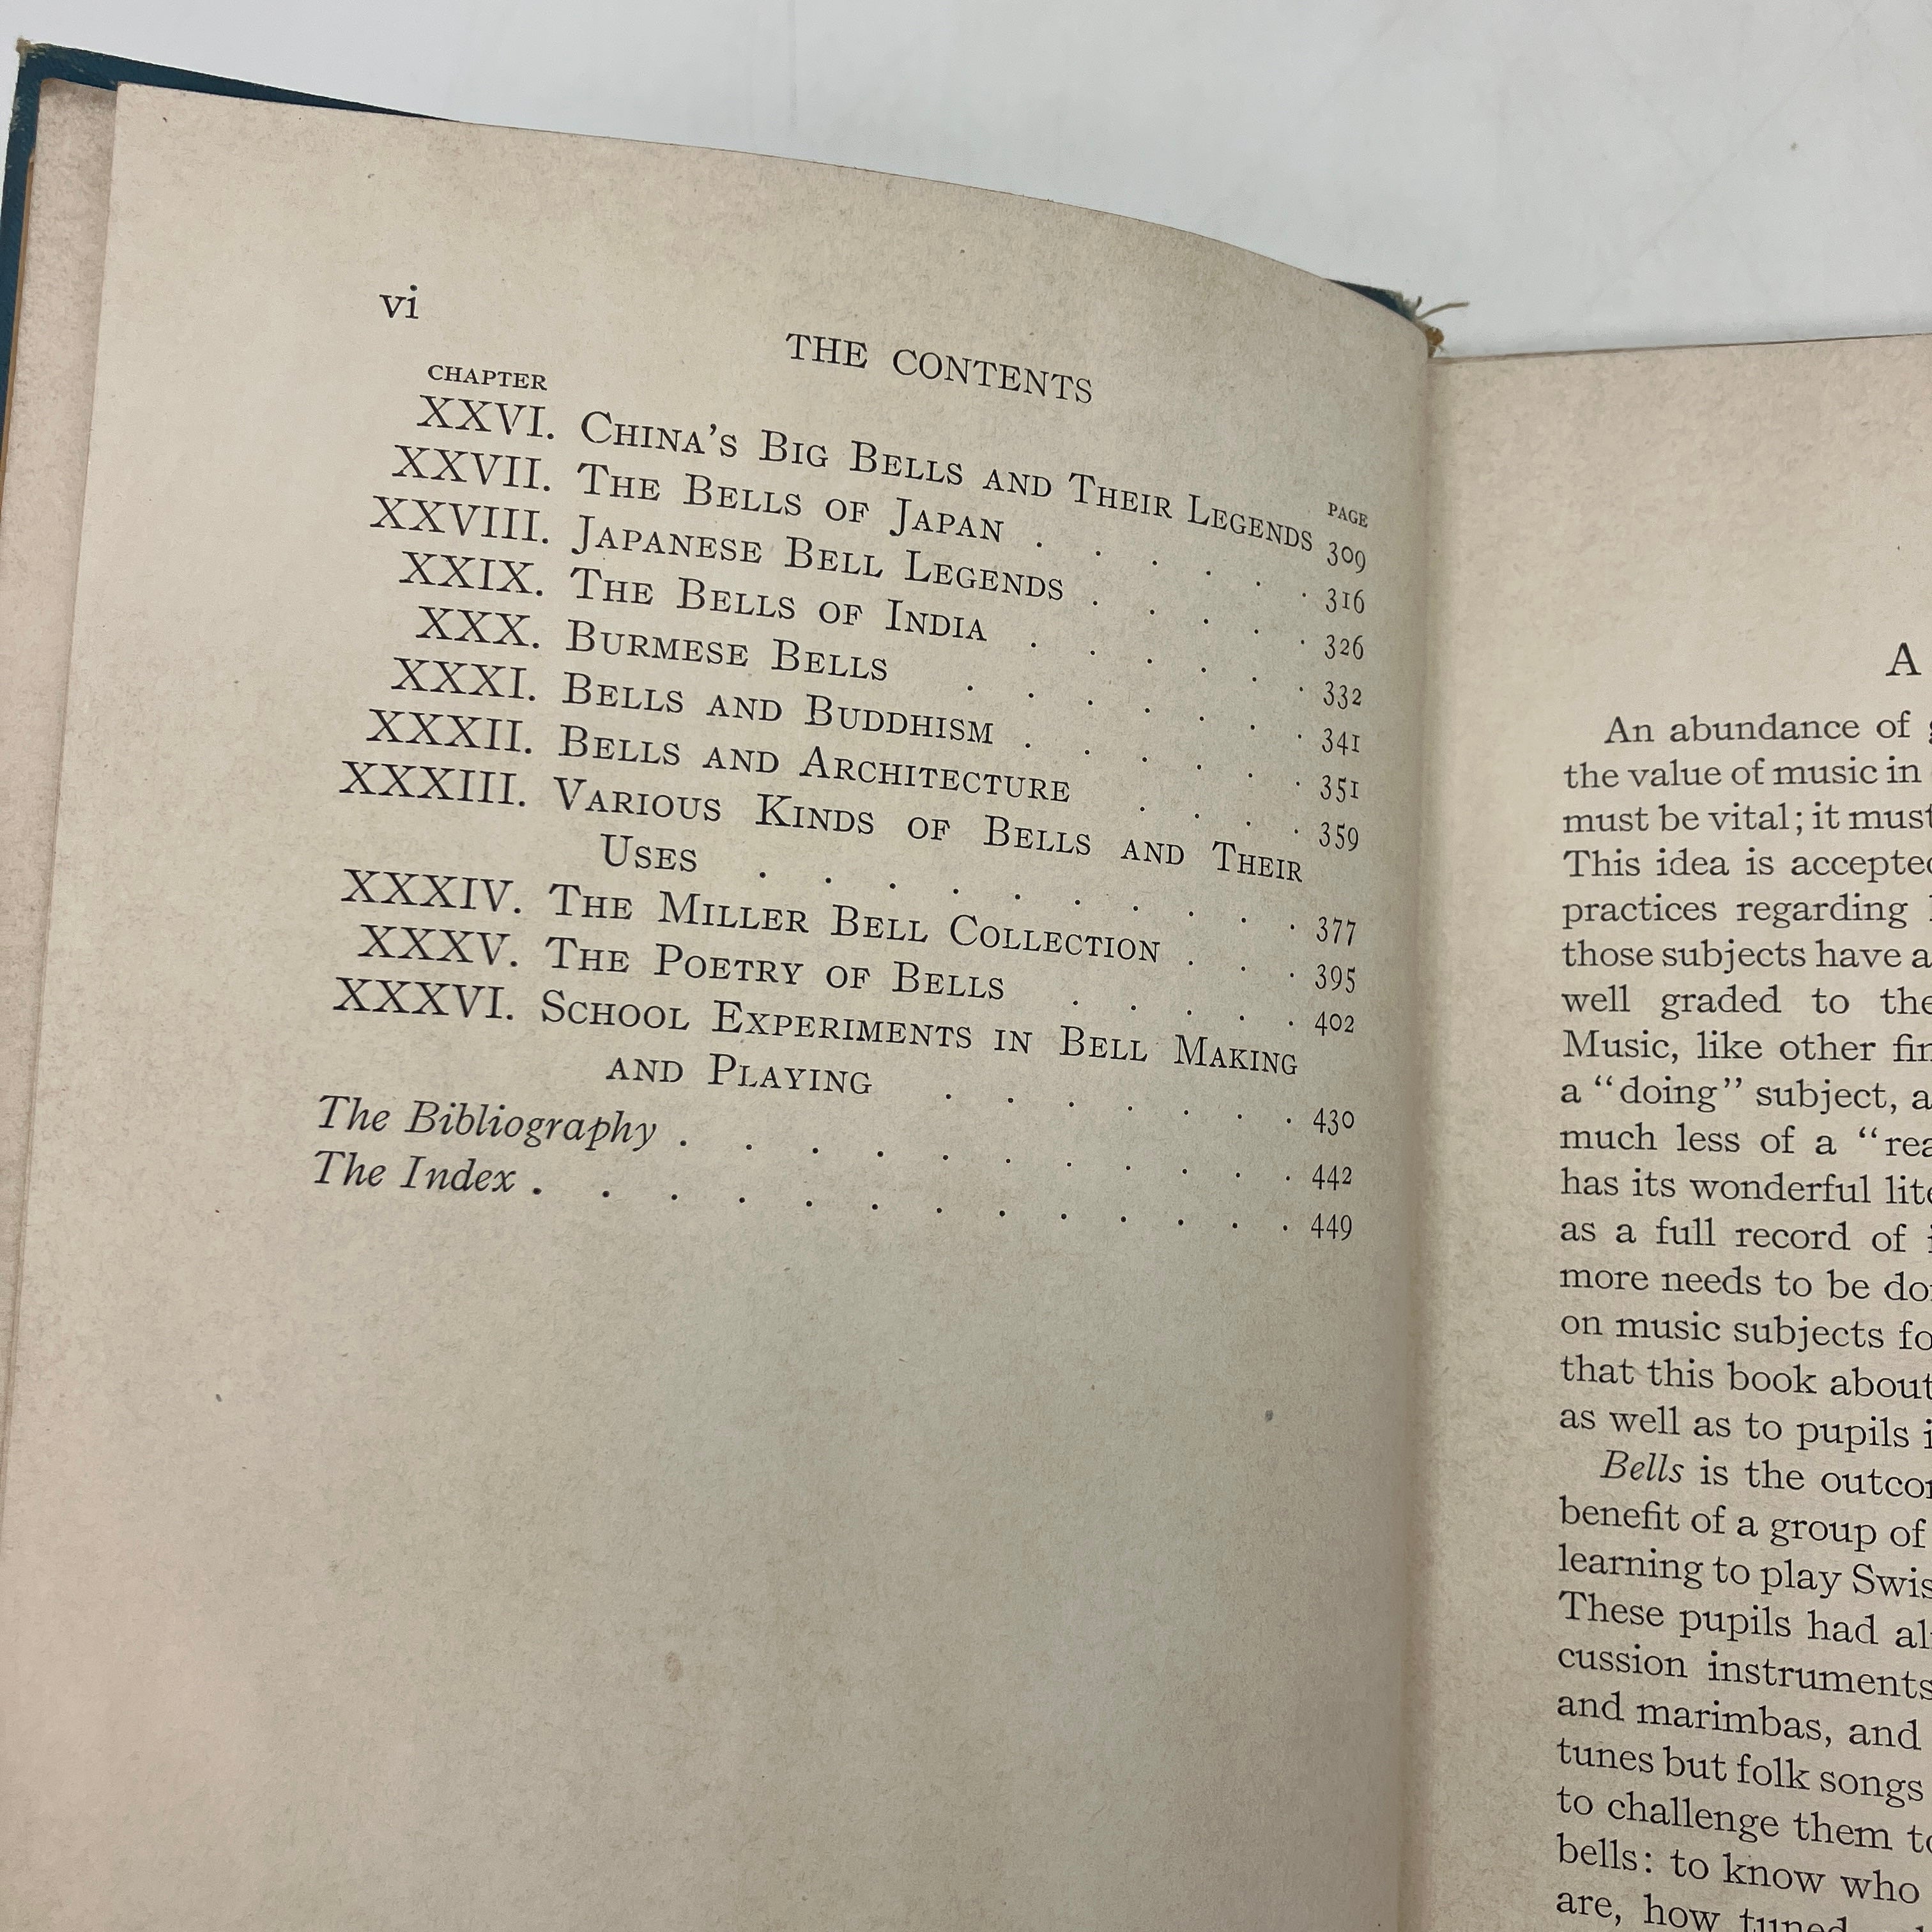 vi
THE CONTENTS
CHAPTER
PAGE
XXVI. CHINA'S BIG BELLS AND THEIR LEGENDS 309
XXVII. THE BELLS OF JAPAN . . . . . . 316
XXVIII. JAPANESE BELL LEGENDS . . . . . 326
XXIX. THE BELLS OF INDIA . . . . . . 332
XXX. BURMESE BELLS . . . . . . . 341
XXXI. BELLS AND BUDDHISM . . . . . . 351
XXXII. BELLS AND ARCHITECTURE . . . . 359
XXXIII. VARIOUS KINDS OF BELLS AND THEIR
USES . . . . . . . . . . 377
XXXIV. THE MILLER BELL COLLECTION . . . 395
XXXV. THE POETRY OF BELLS . . . . . 402
XXXVI. SCHOOL EXPERIMENTS IN BELL MAKING
AND PLAYING . . . . . . . 430
The Bibliography . . . . . . . . . . 442
The Index . . . . . . . . . . . . 449
A
An abundance of
the value of music in
must be vital; it must
This idea is accepted
practices regarding
those subjects have a
well graded to the
Music, like other
a "doing" subject,
much less of a
has its wonderful
as a full record of
more needs to be
on music subjects
that this book about
as well as to pupils
Bells is the
benefit of a group of
learning to play
These pupils had
cussion instruments
and marimbas, and
tunes but folk songs
to challenge them
bells: to know who
are, how tuned